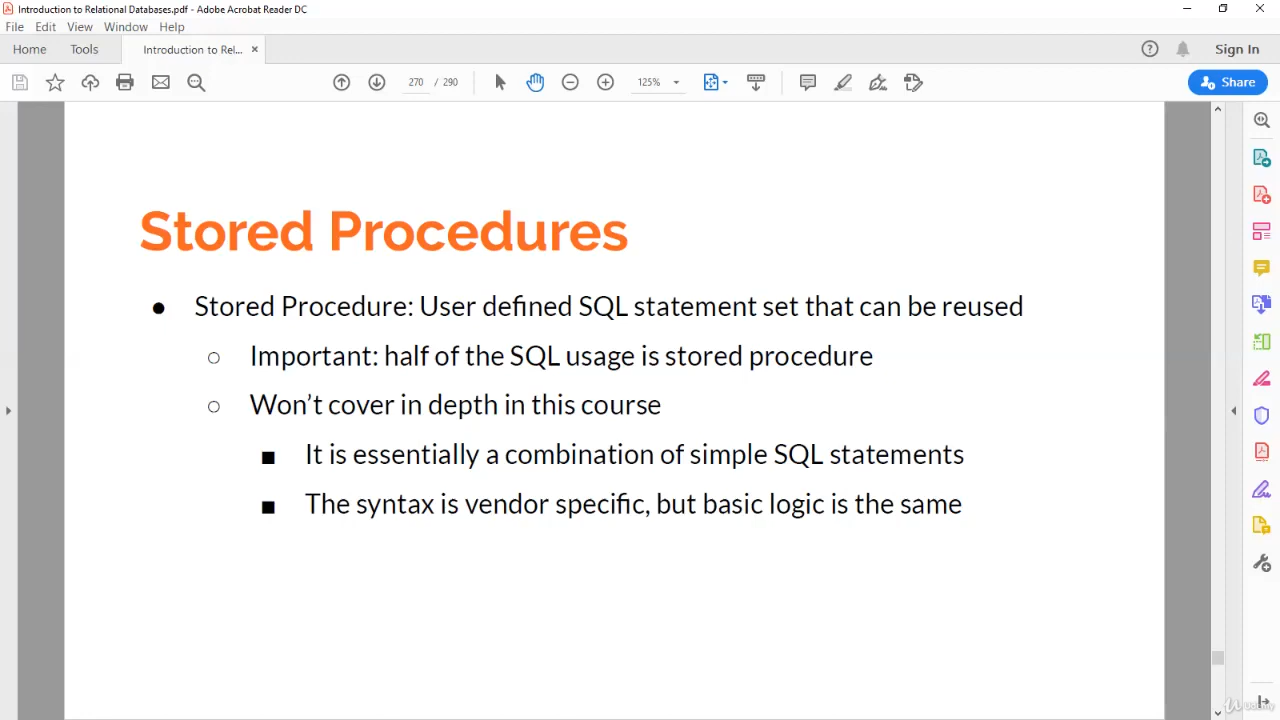 Introduction to Relational Databases.pdf - Adobe Acrobat Reader DC
File Edit View Window Help
Home Tools Introduction to Rel... × Sign In
270 / 290 125% Share
Stored Procedures
● Stored Procedure: User defined SQL statement set that can be reused
○ Important: half of the SQL usage is stored procedure
○ Won’t cover in depth in this course
■ It is essentially a combination of simple SQL statements
■ The syntax is vendor specific, but basic logic is the same
Udemy